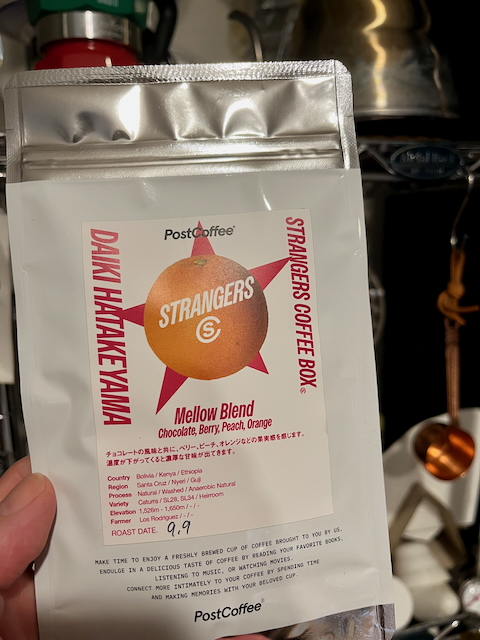 PostCoffee®
DAIKI HATAKEYAMA
STRANGERS COFFEE BOX®
STRANGERS
Mellow Blend
Chocolate, Berry, Peach, Orange
チョコレートの風味と共に、ベリー、ピーチ、オレンジなどの果実感を感じます。
温度が下がってくると濃厚な甘味が出てきます。
Country Bolivia / Kenya / Ethiopia
Region Santa Cruz / Nyeri / Guji
Process Natural / Washed / Anaerobic Natural
Variety Caturra / SL28, SL34 / Heirroom
Elevation 1,528m - 1,650m / - / -
Farmer Los Rodriguez / - / -
ROAST DATE. 9.9
MAKE TIME TO ENJOY A FRESHLY BREWED CUP OF COFFEE BROUGHT TO YOU BY US.
ENDULGE IN A DELICIOUS TASTE OF COFFEE BY READING YOUR FAVORITE BOOKS,
LISTENING TO MUSIC, OR WATCHING MOVIES.
CONNECT MORE INTIMATELY TO YOUR COFFEE BY SPENDING TIME
AND MAKING MEMORIES WITH YOUR BELOVED CUP.
PostCoffee®